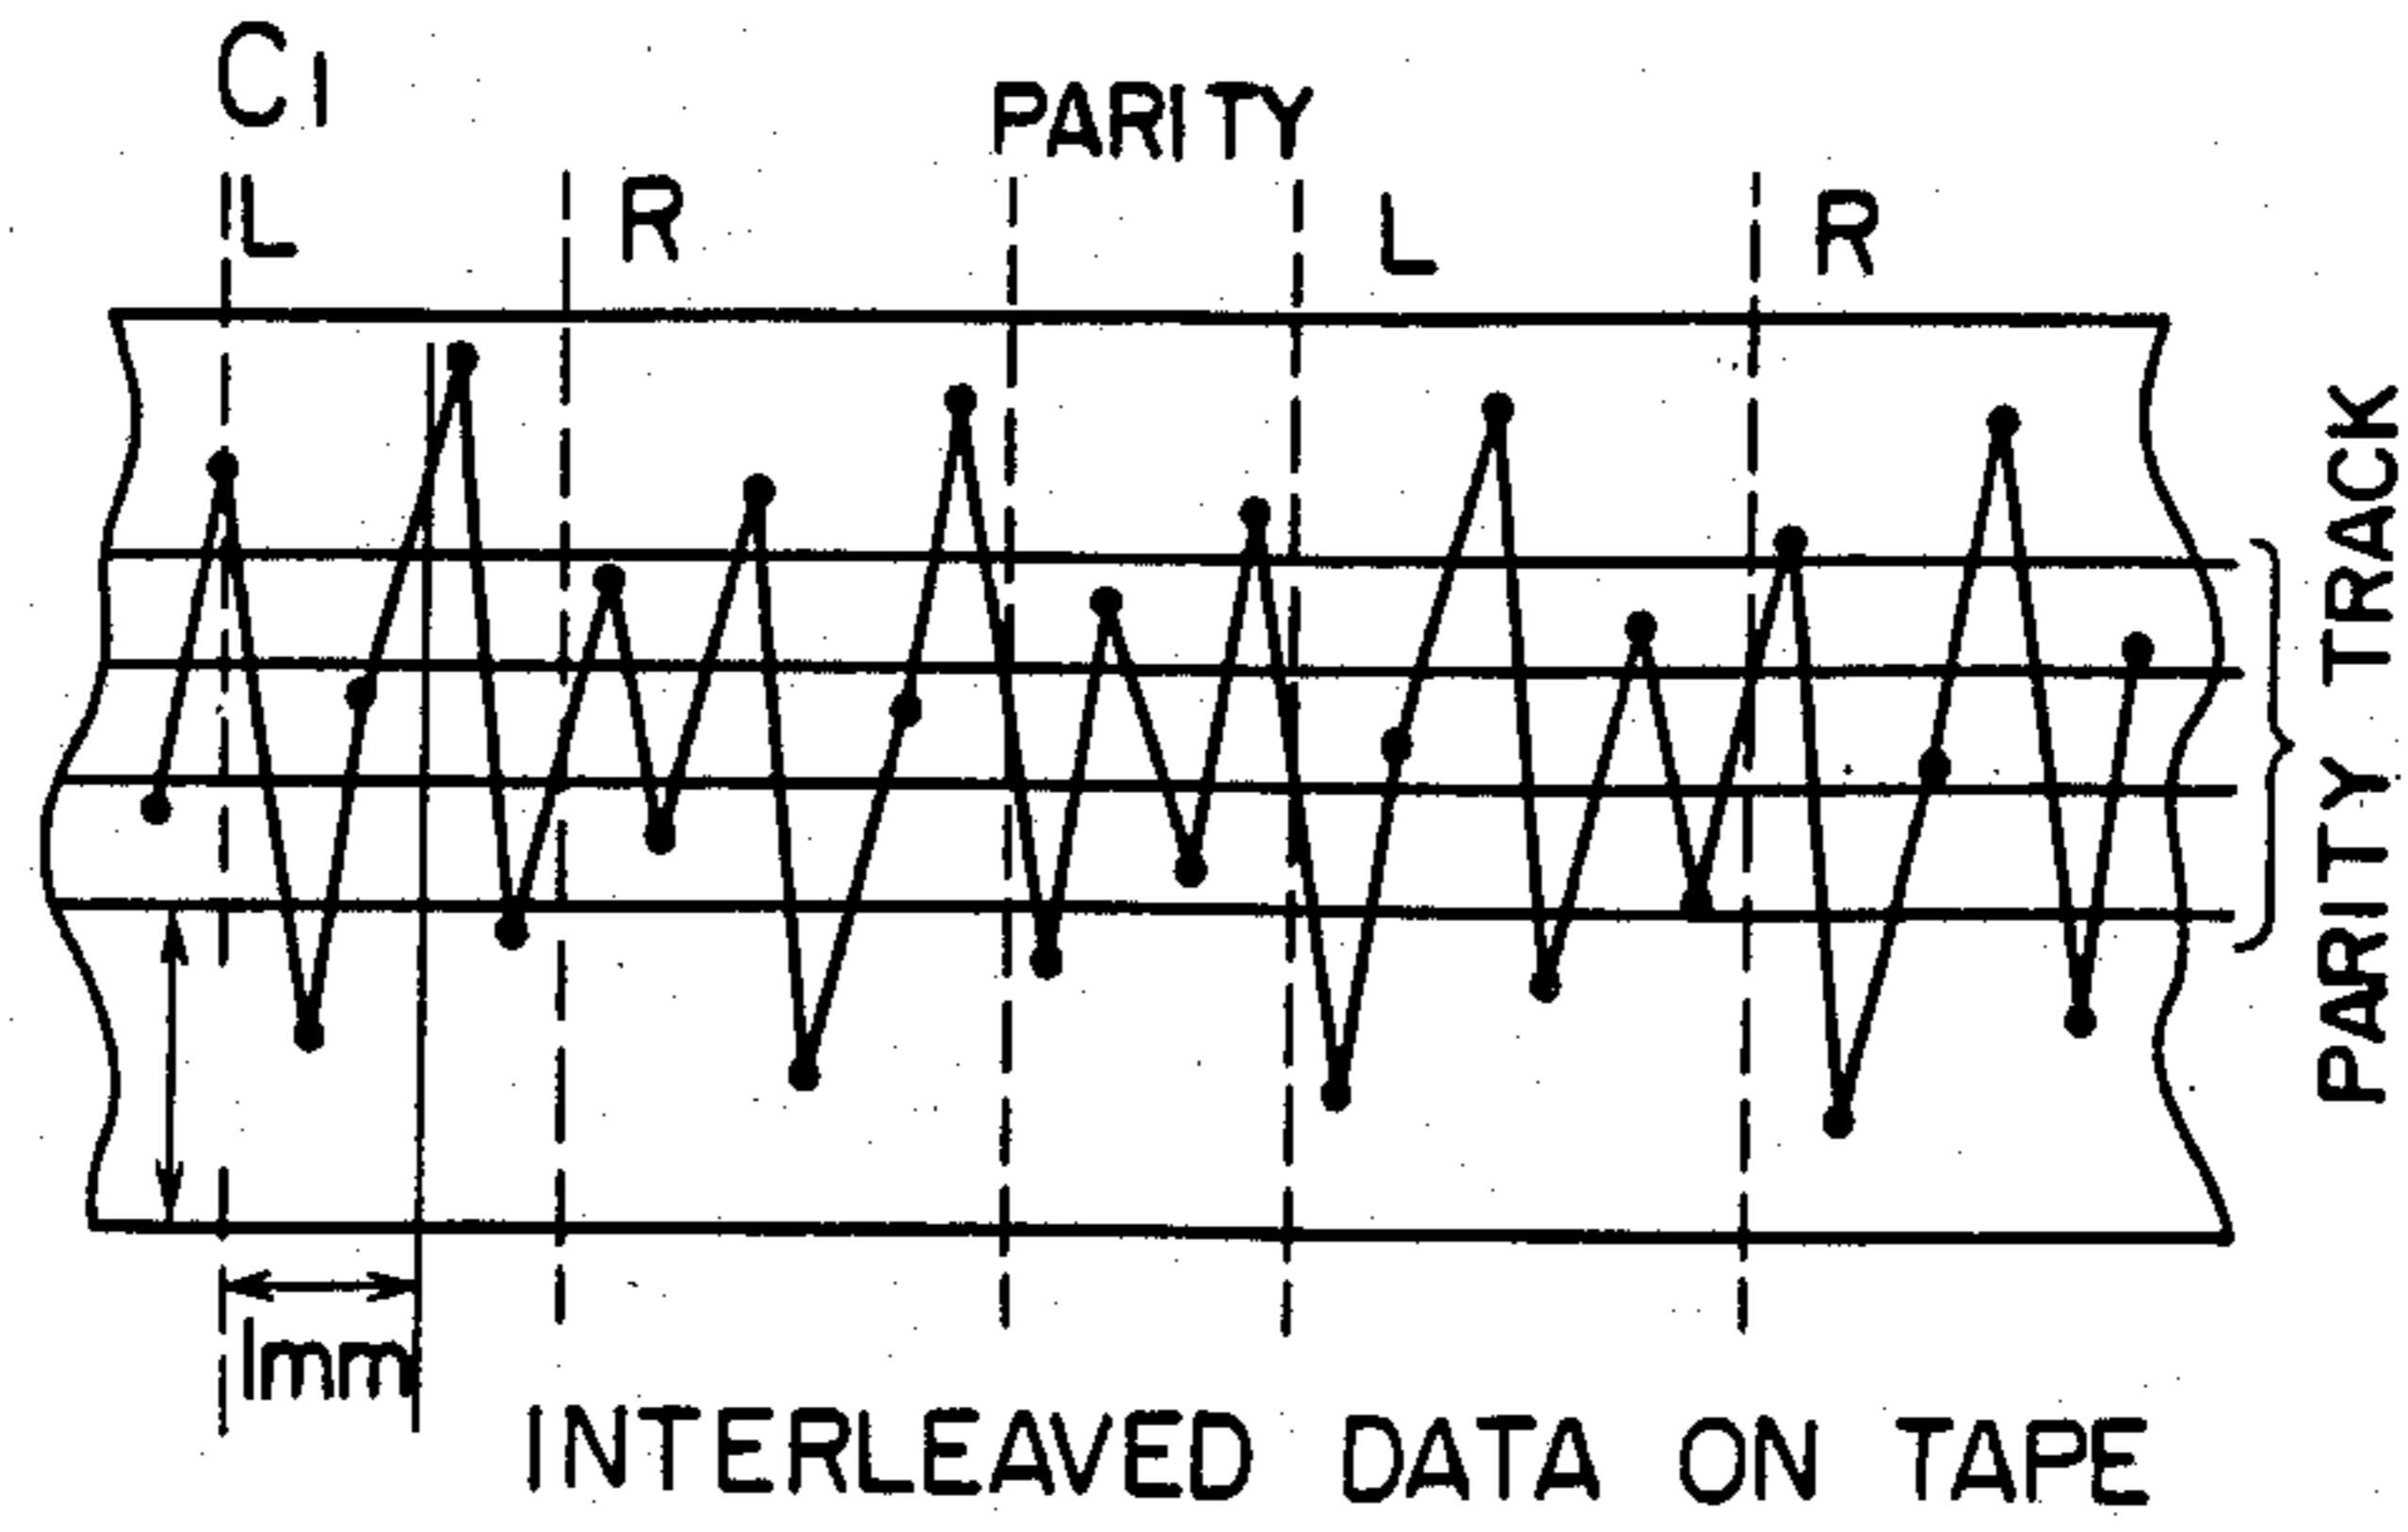 C1
PARITY
L R L R
PARITY TRACK
1mm
INTERLEAVED DATA ON TAPE